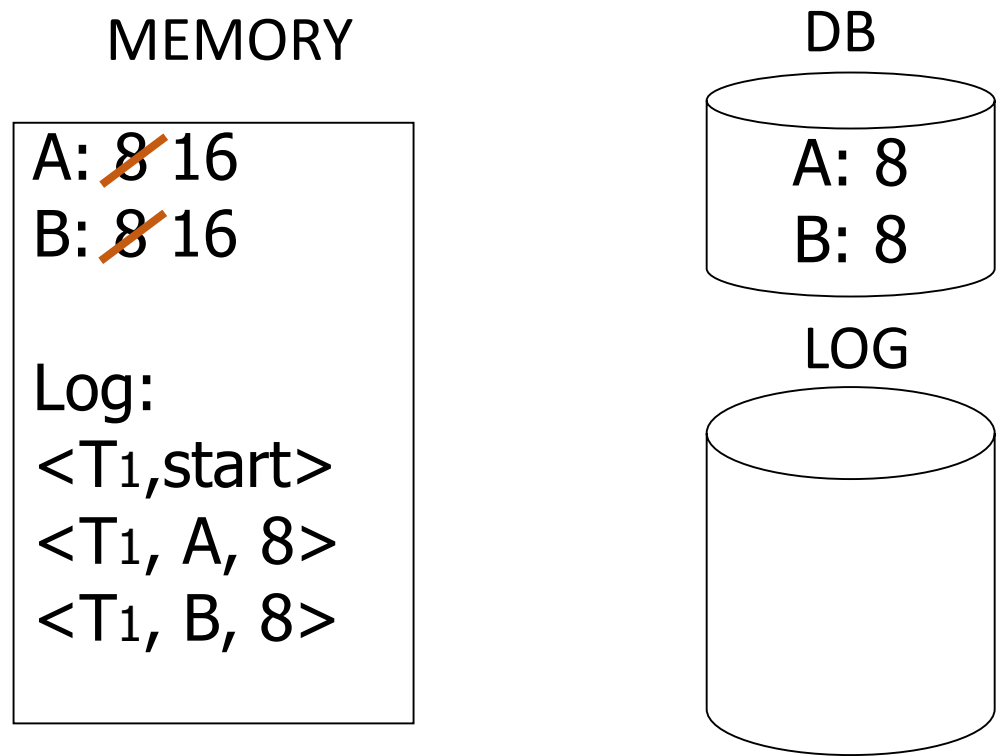 MEMORY
A: 8 16
B: 8 16
Log:
<T1,start>
<T1, A, 8>
<T1, B, 8>
DB
A: 8
B: 8
LOG